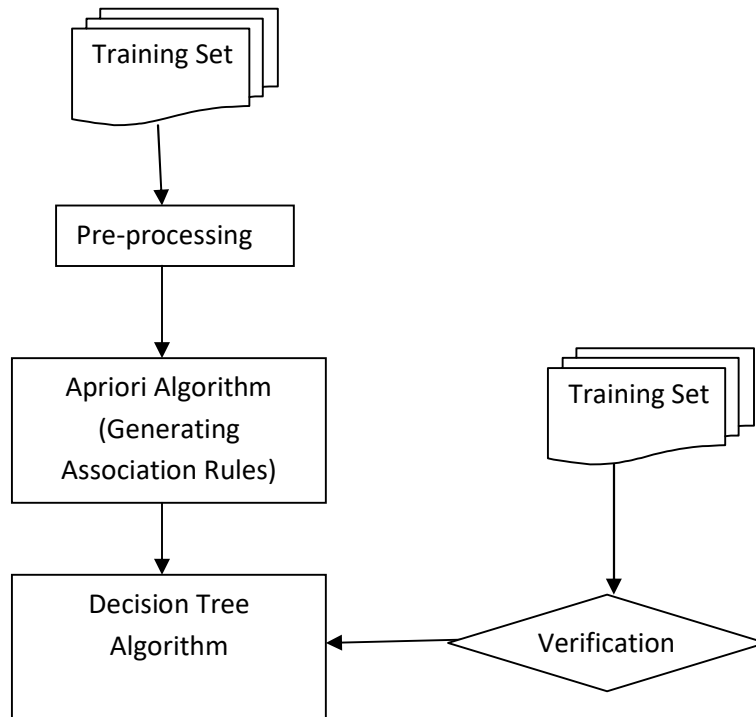 Training Set
Pre-processing
Apriori Algorithm
(Generating
Association Rules)
Training Set
Decision Tree
Algorithm
Verification